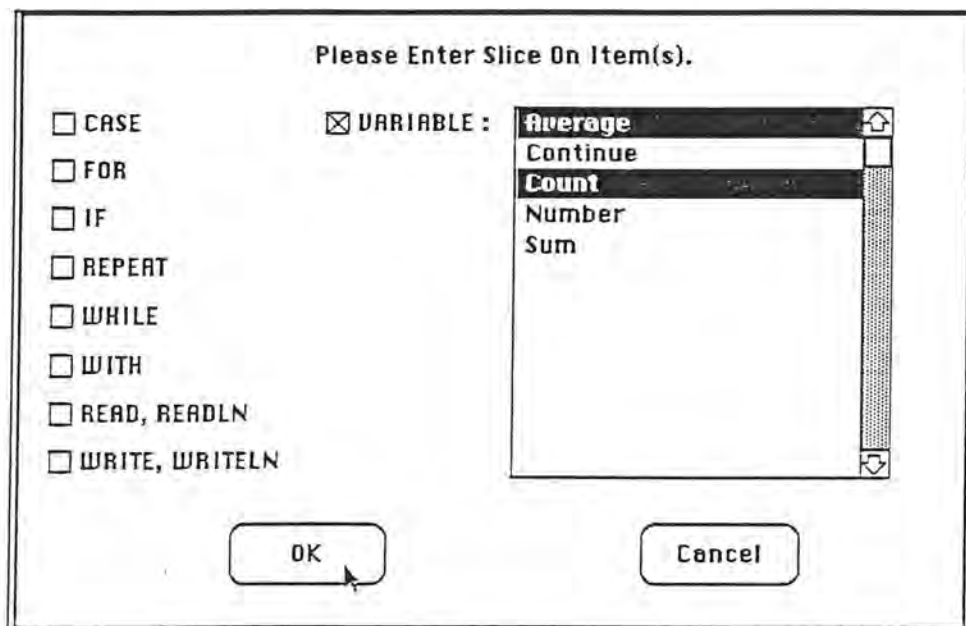 Please Enter Slice On Item(s).
CASE
FOR
IF
REPEAT
WHILE
WITH
READ, READLN
WRITE, WRITELN
VARIABLE :
Average
Continue
Count
Number
Sum
OK
Cancel